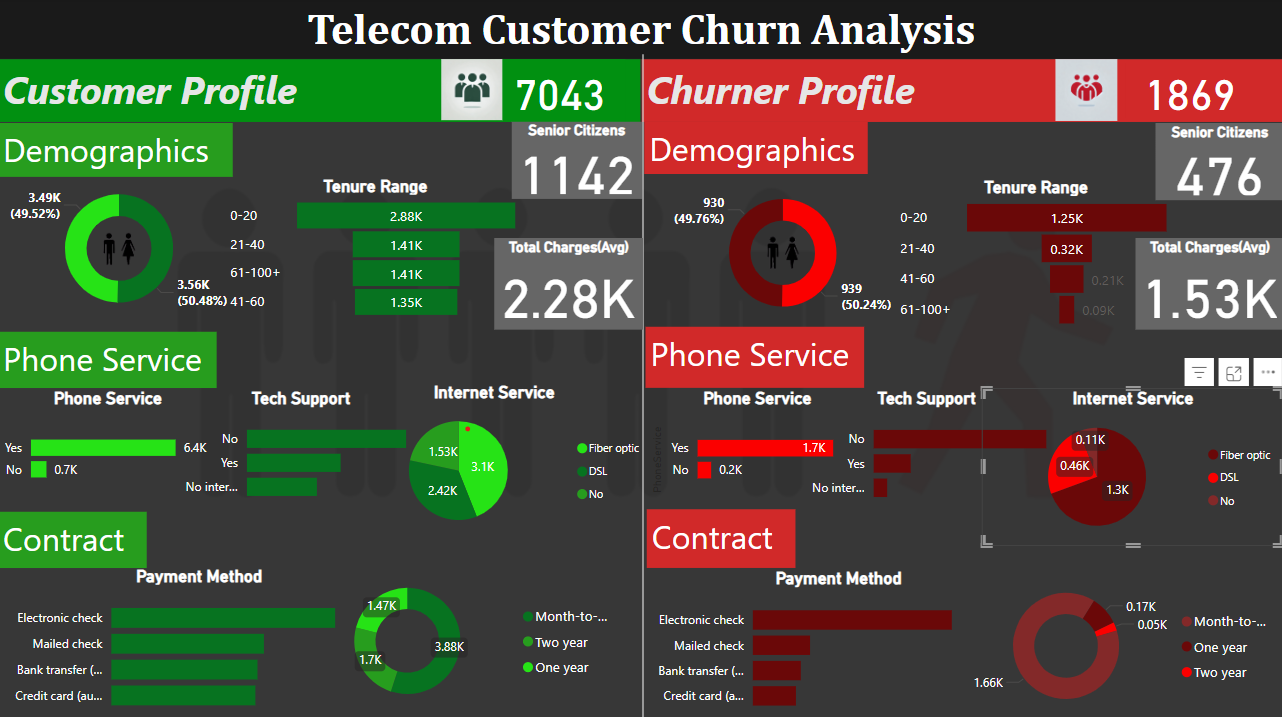 Telecom Customer Churn Analysis
Customer Profile
7043
Demographics
Senior Citizens
1142
3.49K
(49.52%)
3.56K
(50.48%)
Tenure Range
0-20
2.88K
21-40
1.41K
61-100+
1.41K
41-60
1.35K
Total Charges(Avg)
2.28K
Phone Service
Phone Service
Yes
6.4K
No
0.7K
Tech Support
No
Yes
No inter...
Internet Service
1.53K
3.1K
2.42K
Fiber optic
DSL
No
Contract
Payment Method
Electronic check
Mailed check
Bank transfer (...
Credit card (au...
1.47K
3.88K
1.7K
Month-to-...
Two year
One year
Churner Profile
1869
Demographics
Senior Citizens
476
930
(49.76%)
939
(50.24%)
Tenure Range
0-20
1.25K
21-40
0.32K
41-60
0.21K
61-100+
0.09K
Total Charges(Avg)
1.53K
Phone Service
Phone Service
PhoneService
Yes
1.7K
No
0.2K
Tech Support
No
Yes
No inter...
Internet Service
0.11K
0.46K
1.3K
Fiber optic
DSL
No
Contract
Payment Method
Electronic check
Mailed check
Bank transfer (...
Credit card (a...
0.17K
0.05K
1.66K
Month-to-...
One year
Two year